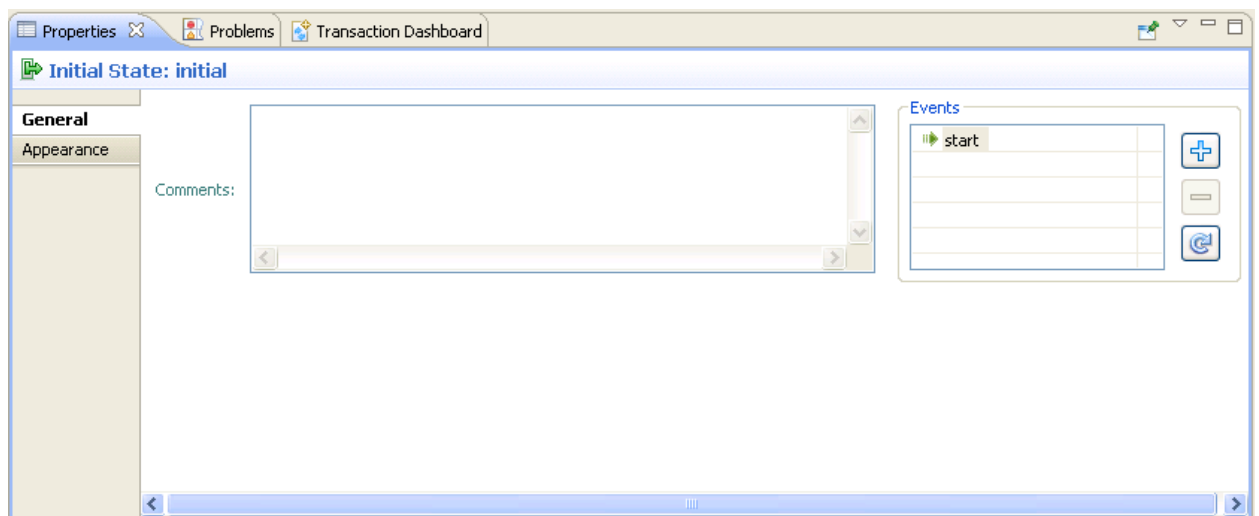 Properties Problems Transaction Dashboard
Initial State: initial
General
Appearance
Comments:
Events
start